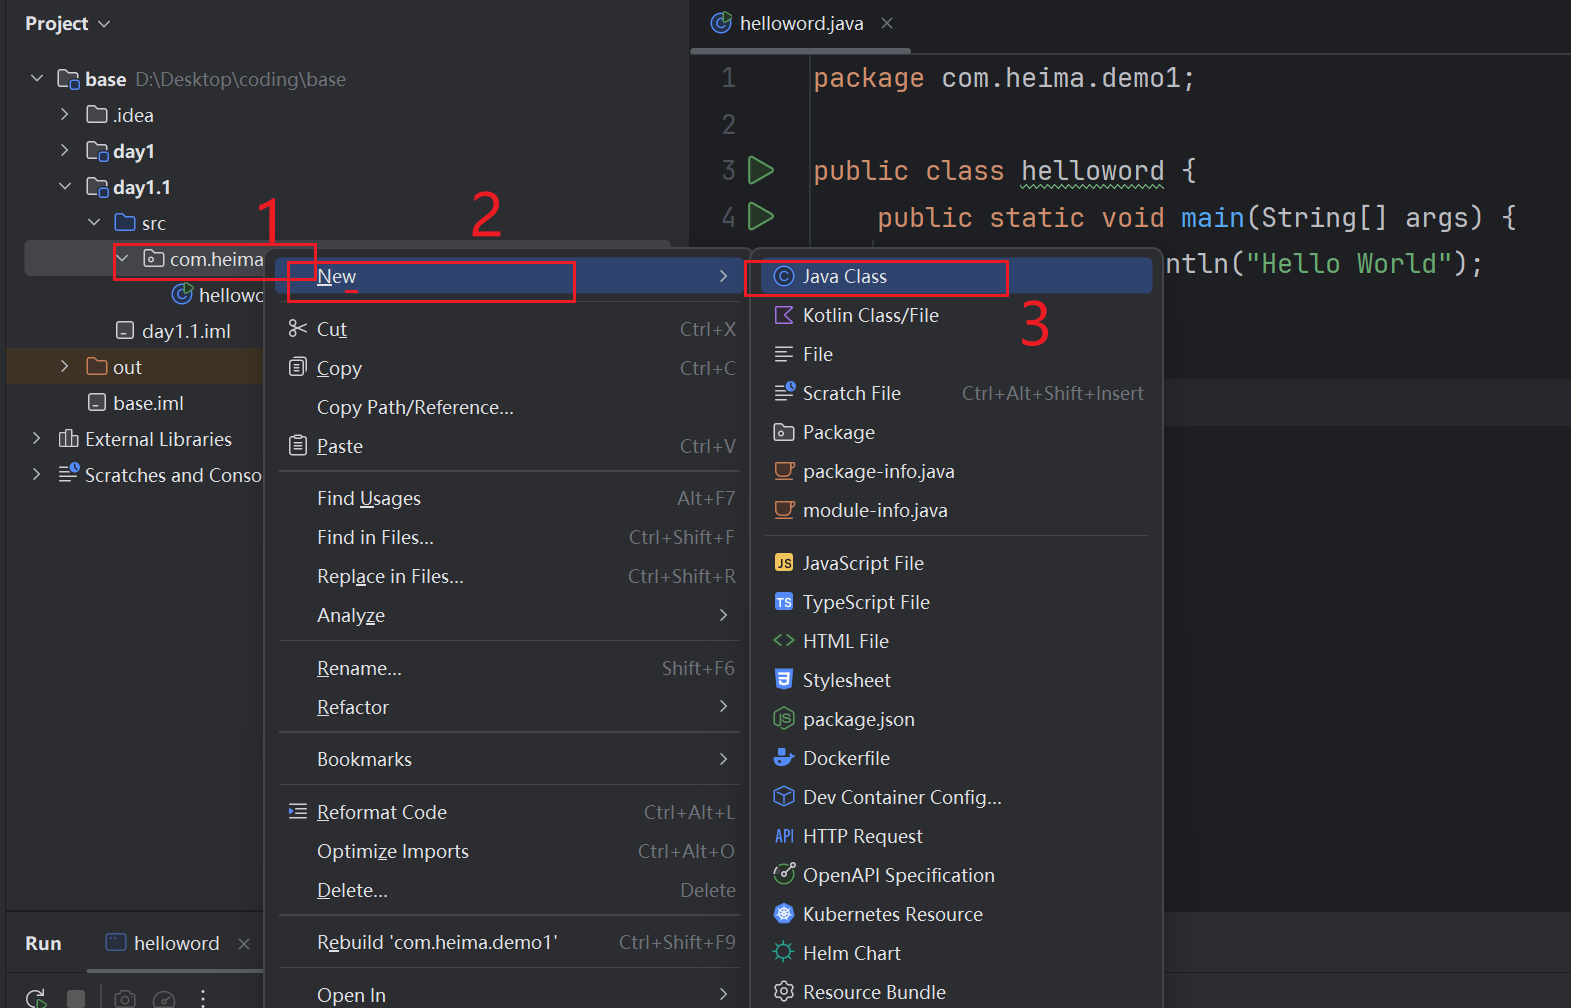 Project
base D:\Desktop\coding\base
.idea
day1
day1.1
src
com.heima
hellowo
day1.1.iml
out
base.iml
External Libraries
Scratches and Conso
1
2
3
helloword.java
1 package com.heima.demo1;
2
3 public class helloword {
4 public static void main(String[] args) {
ntln("Hello World");
New
Cut Ctrl+X
Copy Ctrl+C
Copy Path/Reference...
Paste Ctrl+V
Find Usages Alt+F7
Find in Files... Ctrl+Shift+F
Replace in Files... Ctrl+Shift+R
Analyze
Rename... Shift+F6
Refactor
Bookmarks
Reformat Code Ctrl+Alt+L
Optimize Imports Ctrl+Alt+O
Delete... Delete
Rebuild 'com.heima.demo1' Ctrl+Shift+F9
Open In
Java Class
Kotlin Class/File
File
Scratch File Ctrl+Alt+Shift+Insert
Package
package-info.java
module-info.java
JS JavaScript File
TS TypeScript File
HTML File
Stylesheet
package.json
Dockerfile
Dev Container Config...
API HTTP Request
OpenAPI Specification
Kubernetes Resource
Helm Chart
Resource Bundle
Run helloword